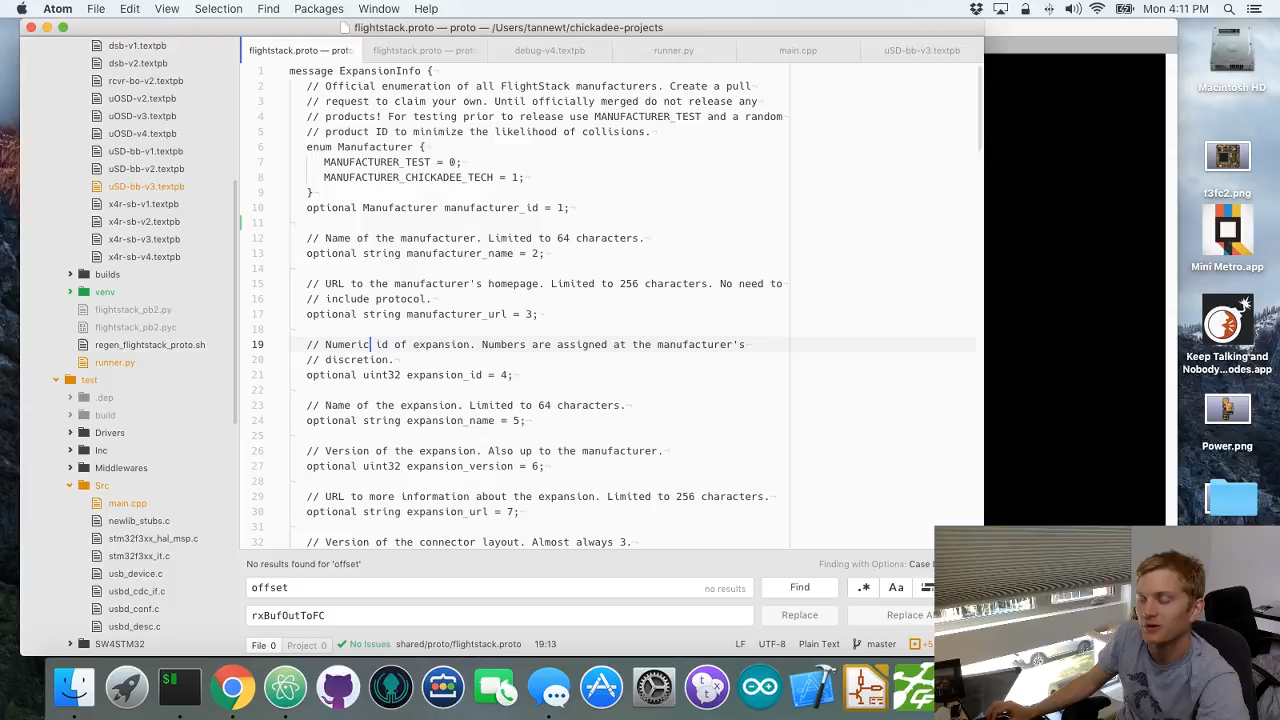 Atom File Edit View Selection Find Packages Window Help Mon 4:11 PM
flightstack.proto — proto — /Users/tannewt/chickadee-projects
dsb-v1.textpb
dsb-v2.textpb
rcvr-bo-v2.textpb
uOSD-v2.textpb
uOSD-v3.textpb
uOSD-v4.textpb
uSD-bb-v1.textpb
uSD-bb-v2.textpb
uSD-bb-v3.textpb
x4r-sb-v1.textpb
x4r-sb-v2.textpb
x4r-sb-v3.textpb
x4r-sb-v4.textpb
builds
venv
flightstack_pb2.py
flightstack_pb2.pyc
regen_flightstack_proto.sh
runner.py
test
.dep
build
Drivers
Inc
Middlewares
Src
main.cpp
newlib_stubs.c
stm32f3xx_hal_msp.c
stm32f3xx_it.c
usb_device.c
usbd_cdc_if.c
usbd_conf.c
usbd_desc.c
SW4STM32
flightstack.proto — prot flightstack.proto — prot debug-v4.textpb runner.py main.cpp uSD-bb-v3.textpb
1 message ExpansionInfo {
2 // Official enumeration of all FlightStack manufacturers. Create a pull
3 // request to claim your own. Until officially merged do not release any
4 // products! For testing prior to release use MANUFACTURER_TEST and a random
5 // product ID to minimize the likelihood of collisions.
6 enum Manufacturer {
7 MANUFACTURER_TEST = 0;
8 MANUFACTURER_CHICKADEE_TECH = 1;
9 }
10 optional Manufacturer manufacturer_id = 1;
11
12 // Name of the manufacturer. Limited to 64 characters.
13 optional string manufacturer_name = 2;
14
15 // URL to the manufacturer's homepage. Limited to 256 characters. No need to
16 // include protocol.
17 optional string manufacturer_url = 3;
18
19 // Numeric id of expansion. Numbers are assigned at the manufacturer's
20 // discretion.
21 optional uint32 expansion_id = 4;
22
23 // Name of the expansion. Limited to 64 characters.
24 optional string expansion_name = 5;
25
26 // Version of the expansion. Also up to the manufacturer.
27 optional uint32 expansion_version = 6;
28
29 // URL to more information about the expansion. Limited to 256 characters.
30 optional string expansion_url = 7;
31
32 // Version of the connector layout. Almost always 3.
No results found for 'offset' Finding with Options: Case I
offset no results Find .* Aa
rxBufOutToFC Replace Replace Al
File 0 Project 0 No Issues shared/proto/flightstack.proto 19:13 LF UTF-8 Plain Text master +5
Macintosh HD
f3fc2.png
Mini Metro.app
Keep Talking and
Nobody...odes.app
Power.png